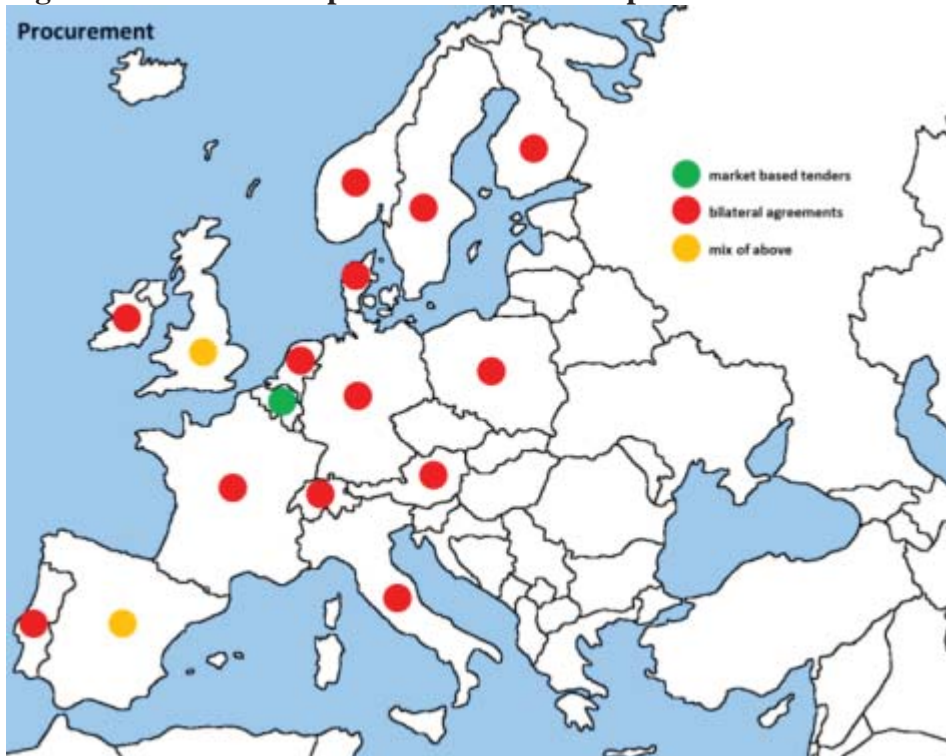 Procurement
market based tenders
bilateral agreements
mix of above